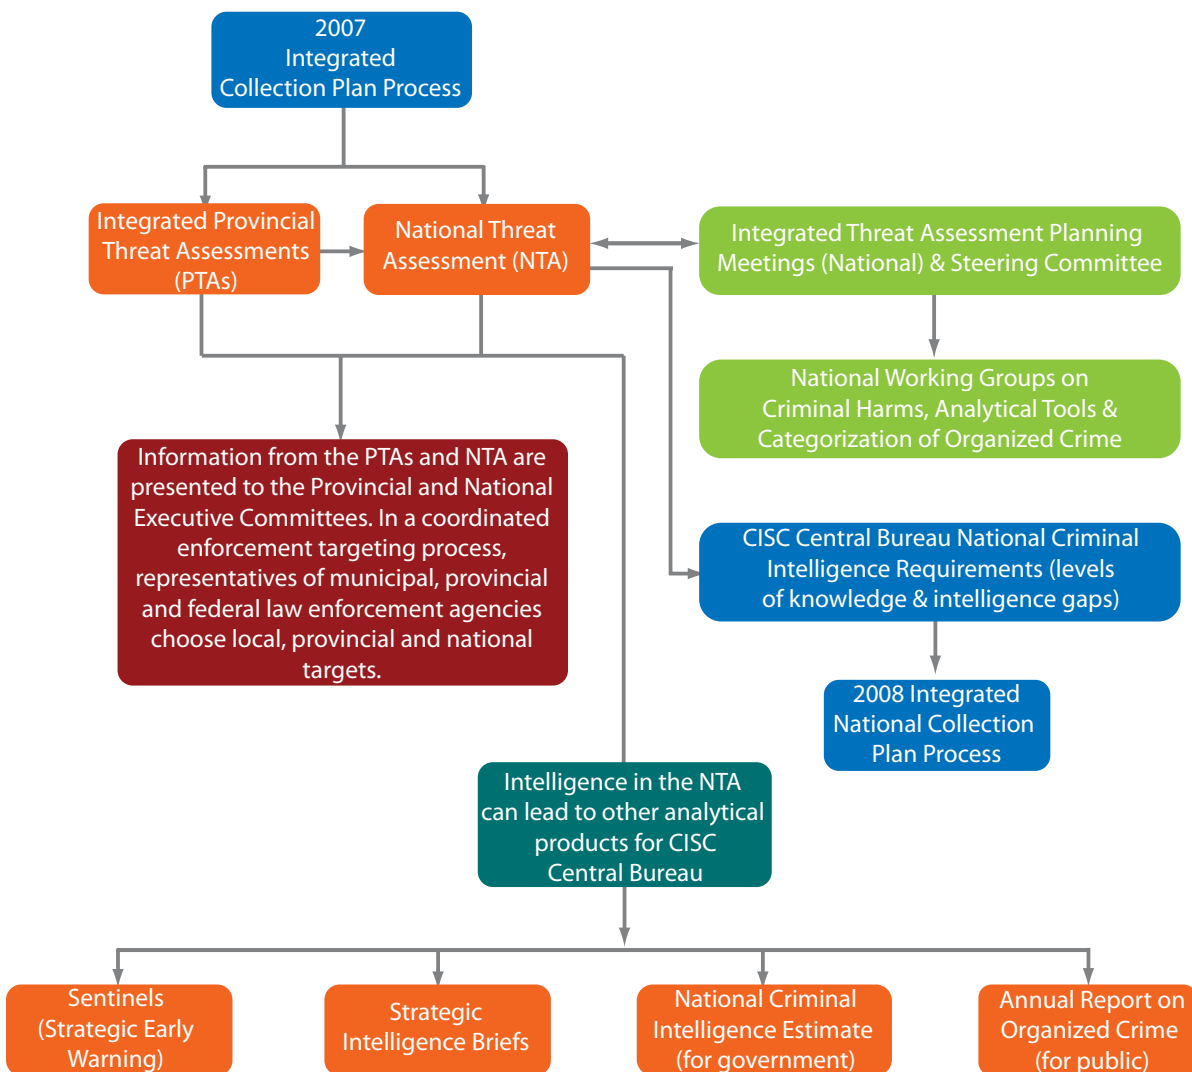 2007
Integrated
Collection Plan Process
Integrated Provincial
Threat Assessments
(PTAs)
National Threat
Assessment (NTA)
Integrated Threat Assessment Planning
Meetings (National) & Steering Committee
National Working Groups on
Criminal Harms, Analytical Tools &
Categorization of Organized Crime
Information from the PTAs and NTA are
presented to the Provincial and National
Executive Committees. In a coordinated
enforcement targeting process,
representatives of municipal, provincial
and federal law enforcement agencies
choose local, provincial and national
targets.
CISC Central Bureau National Criminal
Intelligence Requirements (levels
of knowledge & intelligence gaps)
2008 Integrated
National Collection
Plan Process
Intelligence in the NTA
can lead to other analytical
products for CISC
Central Bureau
Sentinels
(Strategic Early
Warning)
Strategic
Intelligence Briefs
National Criminal
Intelligence Estimate
(for government)
Annual Report on
Organized Crime
(for public)